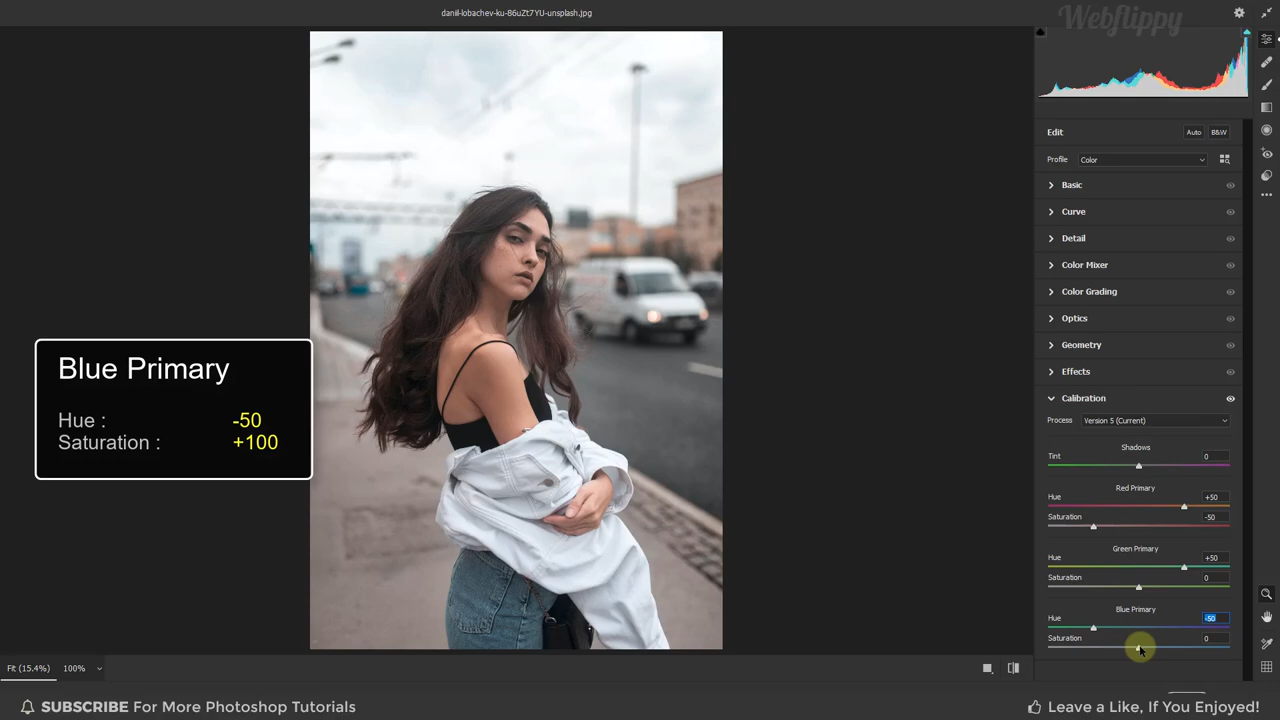 daniil-lobachev-ku-86uZt7YU-unsplash.jpg
Webflippy
Edit
Auto
B&W
Profile
Color
Basic
Curve
Detail
Color Mixer
Color Grading
Optics
Geometry
Effects
Calibration
Process
Version 5 (Current)
Shadows
Tint
0
Red Primary
Hue
+50
Saturation
-50
Green Primary
Hue
+50
Saturation
0
Blue Primary
Hue
-50
Saturation
0
Blue Primary
Hue : -50
Saturation : +100
Fit (15.4%)
100%
SUBSCRIBE For More Photoshop Tutorials
Leave a Like, If You Enjoyed!